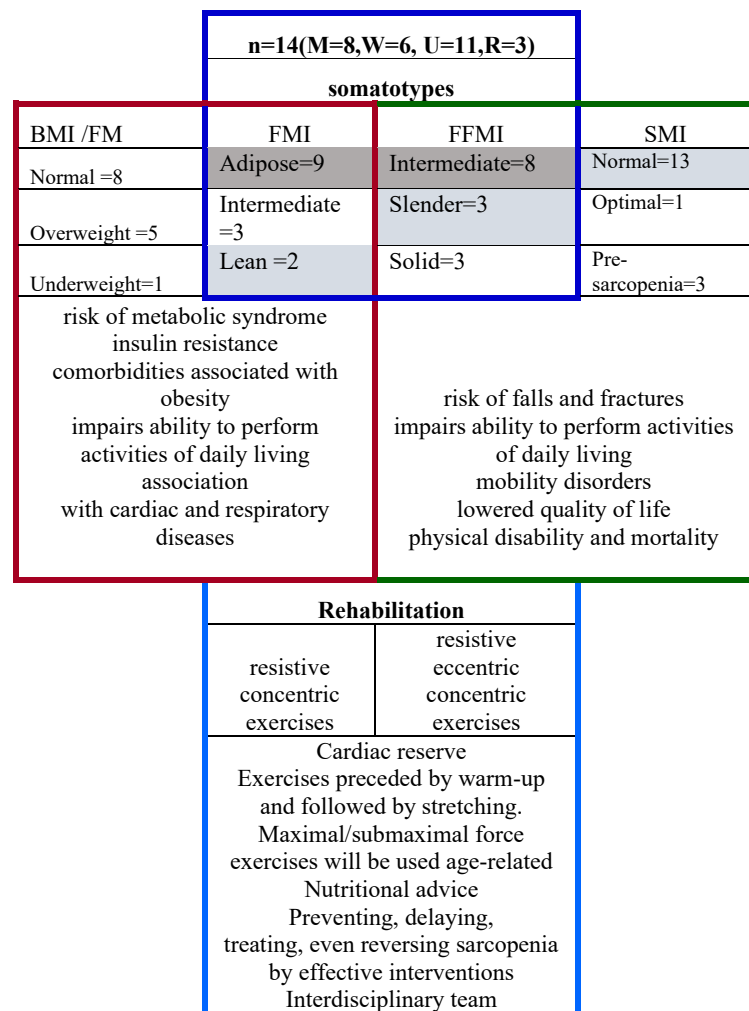 n=14(M=8,W=6, U=11,R=3)
somatotypes
BMI /FM
FMI
FFMI
SMI
Normal =8
Adipose=9
Intermediate=8
Normal=13
Overweight =5
Intermediate
=3
Slender=3
Optimal=1
Underweight=1
Lean =2
Solid=3
Pre-
sarcopenia=3
risk of metabolic syndrome
insulin resistance
comorbidities associated with
obesity
impairs ability to perform
activities of daily living
association
with cardiac and respiratory
diseases
risk of falls and fractures
impairs ability to perform activities
of daily living
mobility disorders
lowered quality of life
physical disability and mortality
Rehabilitation
resistive
concentric
exercises
resistive
eccentric
concentric
exercises
Cardiac reserve
Exercises preceded by warm-up
and followed by stretching.
Maximal/submaximal force
exercises will be used age-related
Nutritional advice
Preventing, delaying,
treating, even reversing sarcopenia
by effective interventions
Interdisciplinary team